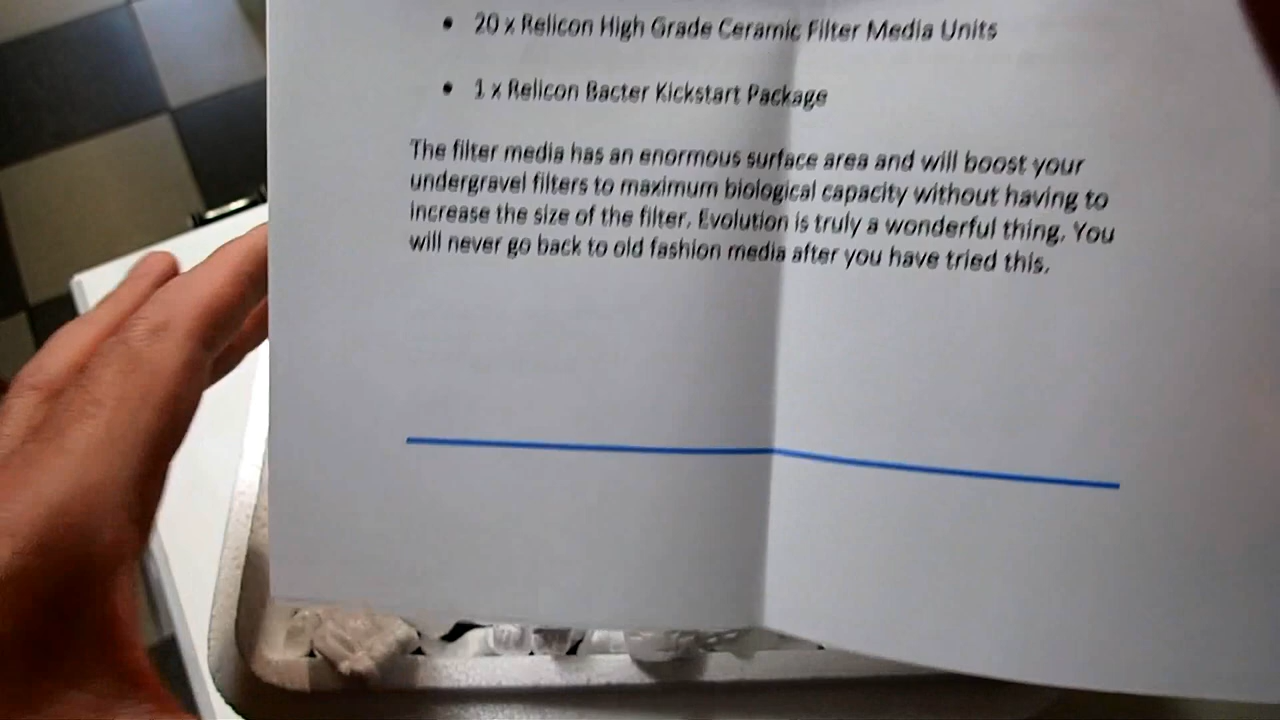 • 20 x Relicon High Grade Ceramic Filter Media Units
• 1 x Relicon Bacter Kickstart Package
The filter media has an enormous surface area and will boost your
undergravel filters to maximum biological capacity without having to
increase the size of the filter. Evolution is truly a wonderful thing. You
will never go back to old fashion media after you have tried this.